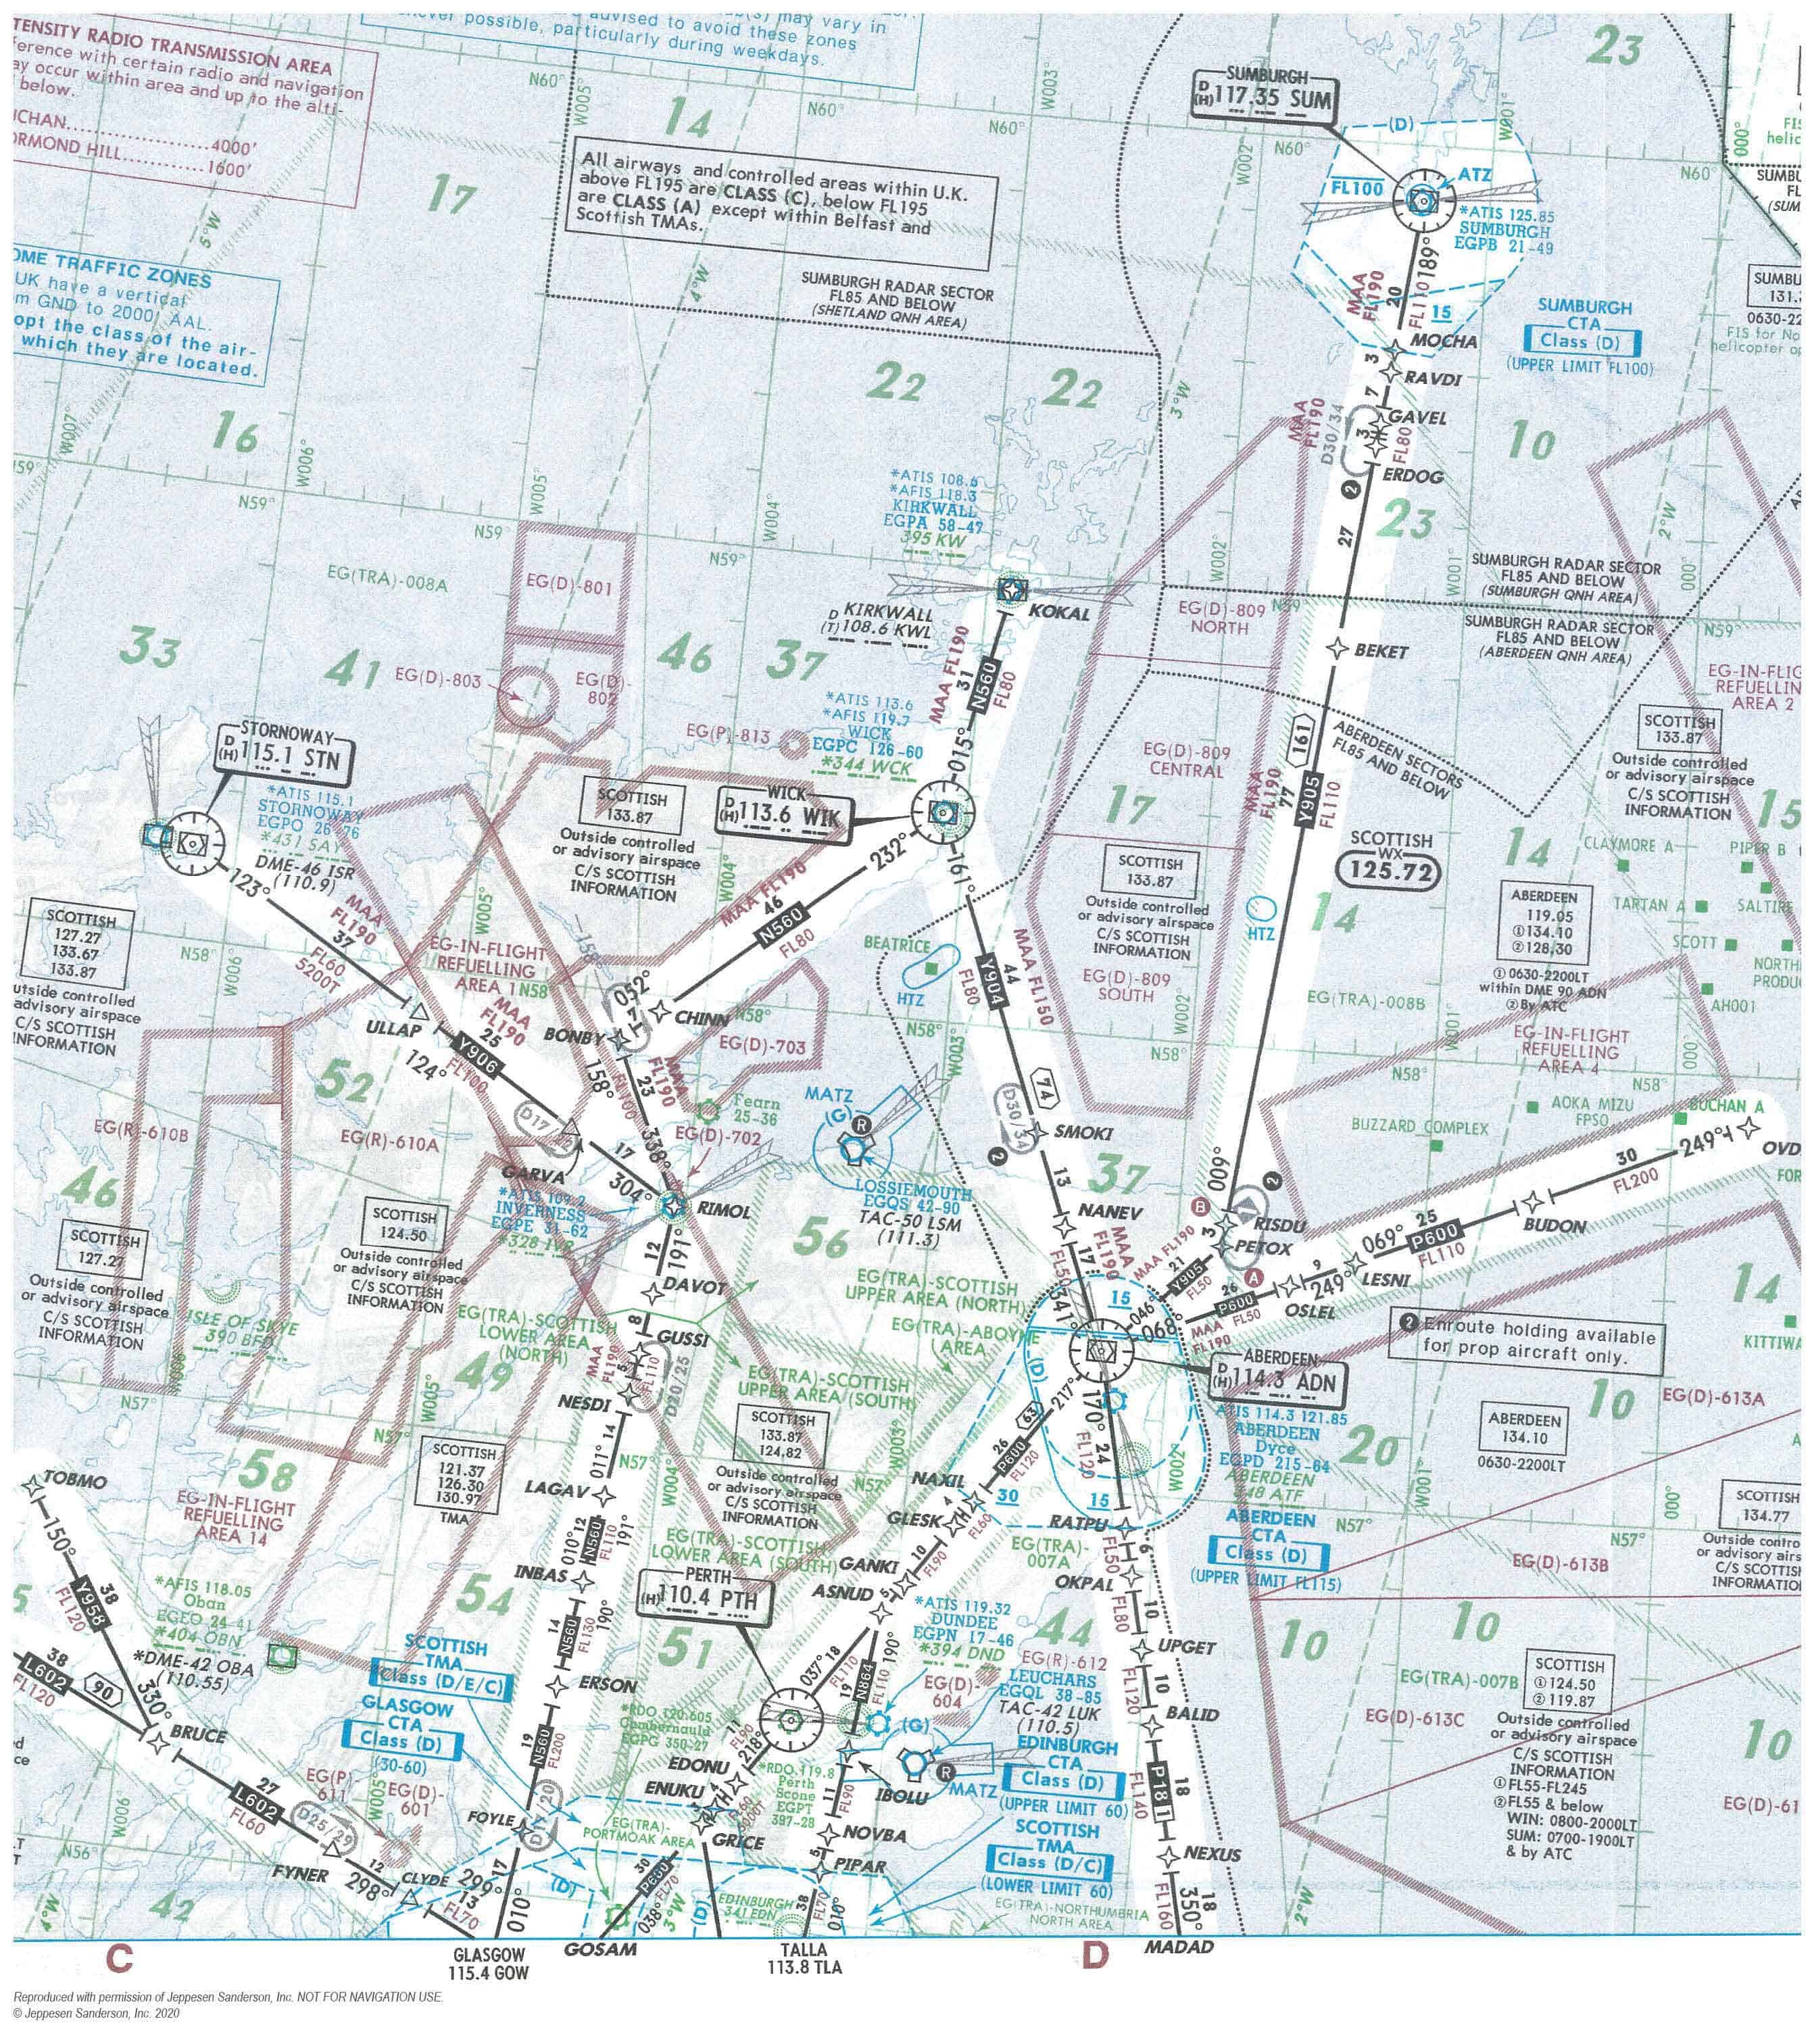 TENSITY RADIO TRANSMISSION AREA
ference with certain radio and navigation
ay occur within area and up to the alti-
below.
CHAN....................4000'
ORMOND HILL............1600'
advised to avoid these zones
possible, particularly during weekdays.
may vary in
OME TRAFFIC ZONES
UK have a vertical
m GND to 2000' AAL.
opt the class of the air-
which they are located.
All airways and controlled areas within U.K.
above FL195 are CLASS (C), below FL195
are CLASS (A) except within Belfast and
Scottish TMAs.
SUMBURGH RADAR SECTOR
FL85 AND BELOW
(SHETLAND QNH AREA)
SUMBURGH
D
(H) 117.35 SUM
(D)
FL100
ATZ
*ATIS 125.85
SUMBURGH
EGPB 21-49
189°
MAA
FL190
20
FL110
15
SUMBURGH
CTA
Class (D)
(UPPER LIMIT FL100)
MOCHA
3
RAVDI
7
GAVEL
D30/34
3
FL80
ERDOG
27
23
14
17
22
22
16
10
SUMBURGH RADAR SECTOR
FL85 AND BELOW
(SUMBURGH QNH AREA)
SUMBURGH RADAR SECTOR
FL85 AND BELOW
(ABERDEEN QNH AREA)
BEKET
ABERDEEN SECTORS
FL85 AND BELOW
161
77
Y905
FL110
MAA
FL190
*ATIS 108.6
*AFIS 118.3
KIRKWALL
EGPA 58-49
395 KW
KIRKWALL
D
(T) 108.6 KWL
KOKAL
MAA FL190
31
N560
FL80
015°
*ATIS 113.6
*AFIS 119.7
WICK
EGPC 126-60
*344 WCK
EG(P)-813
WICK
D
(H) 113.6 WIK
232°
161°
EG(TRA)-008A
EG(D)-801
EG(D)-
802
EG(D)-803
33
41
46
37
EG(D)-809
NORTH
EG(D)-809
CENTRAL
EG(D)-809
SOUTH
17
EG-IN-FLIG
REFUELLIN
AREA 2
SCOTTISH
133.87
Outside controlled
or advisory airspace
C/S SCOTTISH
INFORMATION
STORNOWAY
D
(H) 115.1 STN
*ATIS 115.1
STORNOWAY
EGPO 26-76
*431 SAY
DME-46 ISR
(110.9)
123°
MAA
FL190
37
FL60
5200T
SCOTTISH
133.87
Outside controlled
or advisory airspace
C/S SCOTTISH
INFORMATION
MAA FL190
46
N560
FL80
SCOTTISH
133.87
Outside controlled
or advisory airspace
C/S SCOTTISH
INFORMATION
SCOTTISH
WX
125.72
14
15
CLAYMORE A
PIPER B
TARTAN A
SALTIRE
SCOTT
AH001
ABERDEEN
119.05
①134.10
②128.30
① 0630-2200LT
within DME 90 ADN
② By ATC
HTZ
14
EG(TRA)-008B
EG-IN-FLIGHT
REFUELLING
AREA 4
SCOTTISH
127.27
133.67
133.87
utside controlled
advisory airspace
C/S SCOTTISH
INFORMATION
EG-IN-FLIGHT
REFUELLING
AREA 1
MAA
FL190
ULLAP
25
Y906
FL100
124°
BONBY
158°
052°
CHINN
23
MAA
FL190
338°
EG(D)-703
BEATRICE
HTZ
Y904
44
FL80
MAA FL150
74
D30/34
SMOKI
13
NANEV
37
52
EG(R)-610B
EG(R)-610A
GARVA
17
304°
Fearn
25-36
EG(D)-702
MATZ
(G)
LOSSIEMOUTH
EGQS 42-90
TAC-50 LSM
(111.3)
RIMOL
*ATIS 109.2
INVERNESS
EGPE 31-62
*328 IVR
46
56
AOKA MIZU
FPSO
BUZZARD COMPLEX
BUCHAN A
249°
30
FL200
BUDON
25
069°
P600
FL110
LESNI
9
249°
OSLEL
26
P600
FL50
MAA
FL190
068°
046°
RISDU
PETOX
009°
3
21
Y905
FL50
MAA FL190
MAA
FL190
17
FL50
341°
15
SCOTTISH
127.27
Outside controlled
or advisory airspace
C/S SCOTTISH
INFORMATION
SCOTTISH
124.50
Outside controlled
or advisory airspace
C/S SCOTTISH
INFORMATION
ISLE OF SKYE
390 BFD
12
191°
DAVOT
8
GUSSI
EG(TRA)-SCOTTISH
LOWER AREA
(NORTH)
EG(TRA)-SCOTTISH
UPPER AREA (NORTH)
EG(TRA)-ABOYNE
(AREA)
EG(TRA)-SCOTTISH
UPPER AREA (SOUTH)
MAA
FL190
5
FL110
D20/25
NESDI
49
14
❷ Enroute holding available
for prop aircraft only.
14
KITTIWA
ABERDEEN
D
(H) 114.3 ADN
ATIS 114.3 121.85
ABERDEEN
Dyce
EGPD 215-64
ABERDEEN
348 ATF
ABERDEEN
CTA
Class (D)
(UPPER LIMIT FL115)
20
10
EG(D)-613A
ABERDEEN
134.10
0630-2200LT
217°
170°
63
26
P600
FL120
24
FL120
(D)
NAXIL
30
15
RATPU
4
GLESK
FL60
SCOTTISH
121.37
126.30
130.97
TMA
SCOTTISH
133.87
124.82
Outside controlled
or advisory airspace
C/S SCOTTISH
INFORMATION
SCOTTISH
134.77
Outside contro
or advisory airs
C/S SCOTTISH
INFORMATIO
58
EG-IN-FLIGHT
REFUELLING
AREA 14
TOBMO
150°
38
Y958
FL120
LAGAV
011°
12
N560
FL110
191°
010°
INBAS
54
EG(TRA)-SCOTTISH
LOWER AREA (SOUTH)
GANKI
10
FL90
ASNUD
5
EG(TRA)-
007A
6
FL50
OKPAL
10
FL80
EG(D)-613B
*AFIS 118.05
Oban
EGEO 24-41
*404 OBN
*DME-42 OBA
(110.55)
SCOTTISH
TMA
Class (D/E/C)
GLASGOW
CTA
Class (D)
(30-60)
14
N560
FL130
190°
ERSON
51
PERTH
(H) 110.4 PTH
037°
18
FL110
19
N864
FL110
190°
*ATIS 119.32
DUNDEE
EGPN 17-46
*394 DND
44
EG(R)-612
EG(D)-
604
LEUCHARS
EGQL 38-85
TAC-42 LUK
(110.5)
(G)
UPGET
10
FL120
BALID
18
P18
FL140
10
10
EG(TRA)-007B
EG(D)-613C
SCOTTISH
①124.50
②119.87
Outside controlled
or advisory airspace
C/S SCOTTISH
INFORMATION
①FL55-FL245
②FL55 & below
WIN: 0800-2000LT
SUM: 0700-1900LT
& by ATC
10
EG(D)-61
38
L602
FL120
90
330°
BRUCE
27
L602
FL60
EG(P)-
611
EG(D)-
601
D25/29
19
N560
FL200
*RDO 120.605
Cumbernauld
EGPG 350-27
11
FL90
218°
EDONU
4
ENUKU
GRICE
*RDO 119.8
Perth
Scone
EGPT
397-28
11
FL90
IBOLU
MATZ
EDINBURGH
CTA
Class (D)
(UPPER LIMIT 60)
SCOTTISH
TMA
Class (D/C)
(LOWER LIMIT 60)
EG(TRA)-NORTHUMBRIA
NORTH AREA
FOYLE
EG(TRA)-
PORTMOAK AREA
NOVBA
5
PIPAR
NEXUS
18
350°
FL160
FYNER
12
298°
CLYDE
299°
13
FL70
17
010°
(D)
30
P600
FL70
038°
3°W
EDINBURGH
341 EDN
38
FL70
010°
42
4°W
2°W
C
GLASGOW
115.4 GOW
GOSAM
TALLA
113.8 TLA
D
MADAD
Reproduced with permission of Jeppesen Sanderson, Inc. NOT FOR NAVIGATION USE.
© Jeppesen Sanderson, Inc. 2020